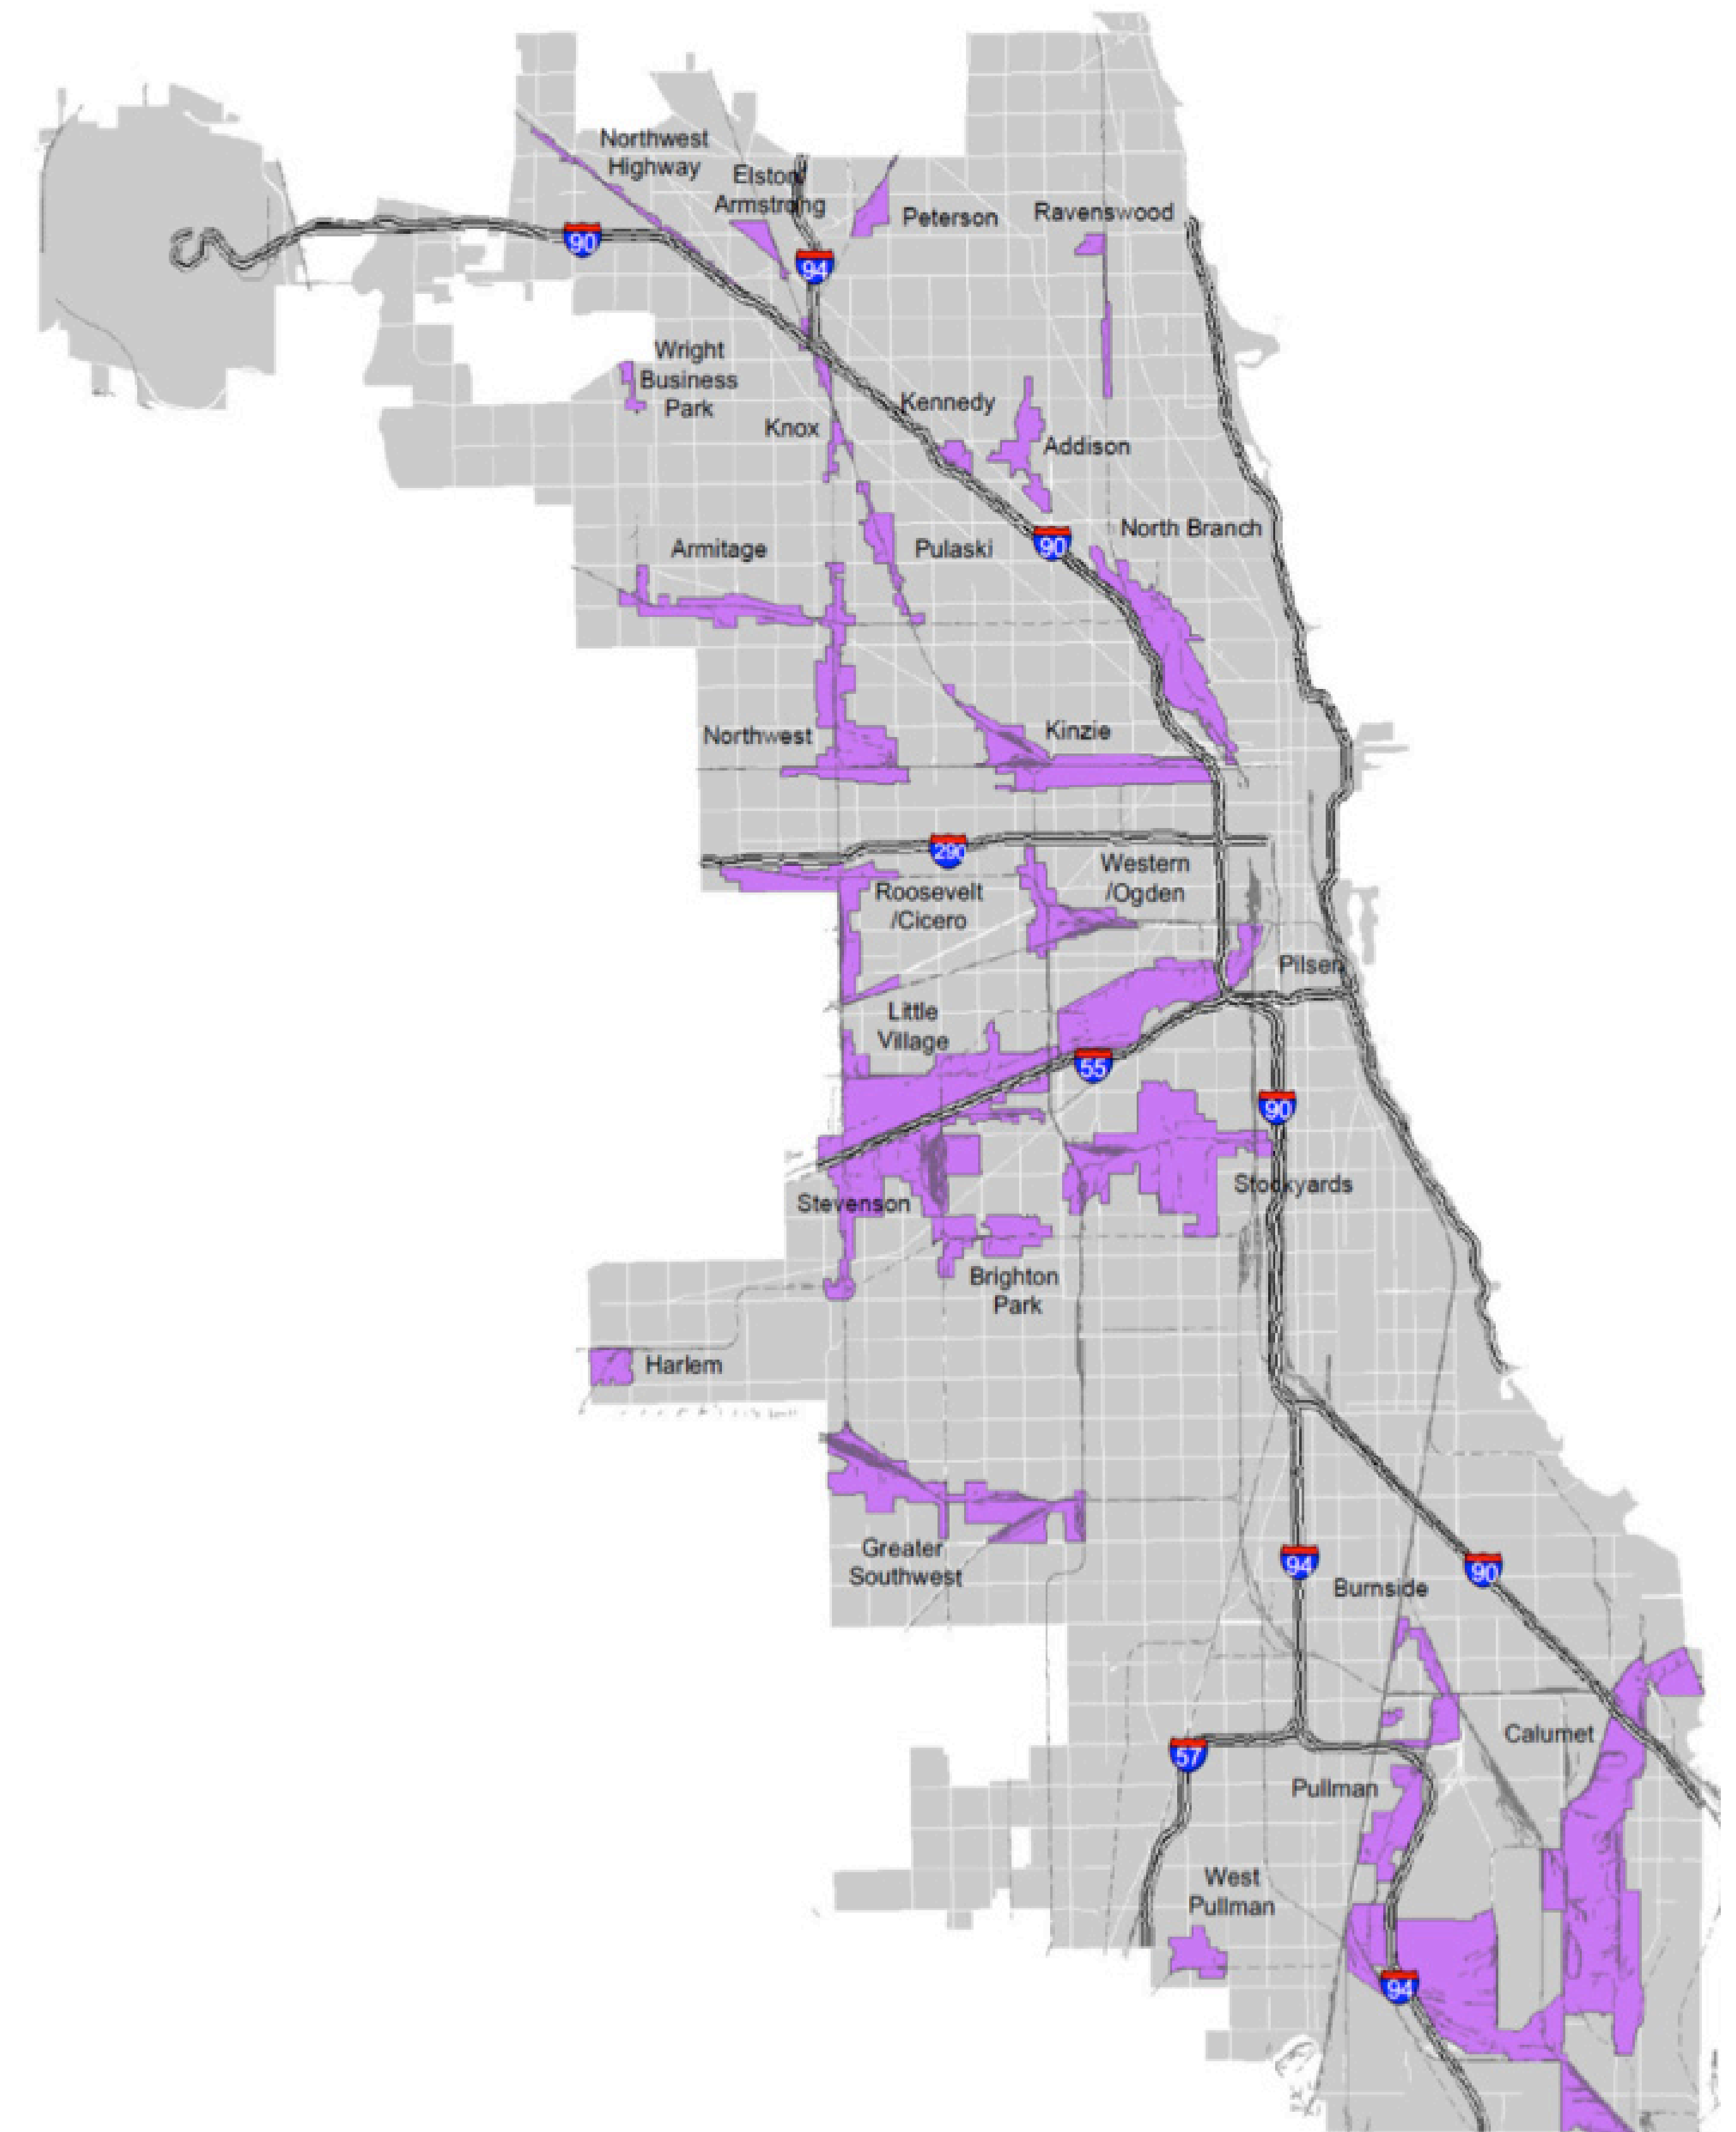 Northwest
Highway
Elston/
Armstrong
Peterson
Ravenswood
90
94
Wright
Business
Park
Kennedy
Knox
Addison
North Branch
90
Armitage
Pulaski
Northwest
Kinzie
290
Western
/Ogden
Roosevelt
/Cicero
Pilsen
Little
Village
55
90
Stevenson
Stockyards
Brighton
Park
Harlem
Greater
Southwest
94
90
Burnside
Calumet
57
Pullman
West
Pullman
94